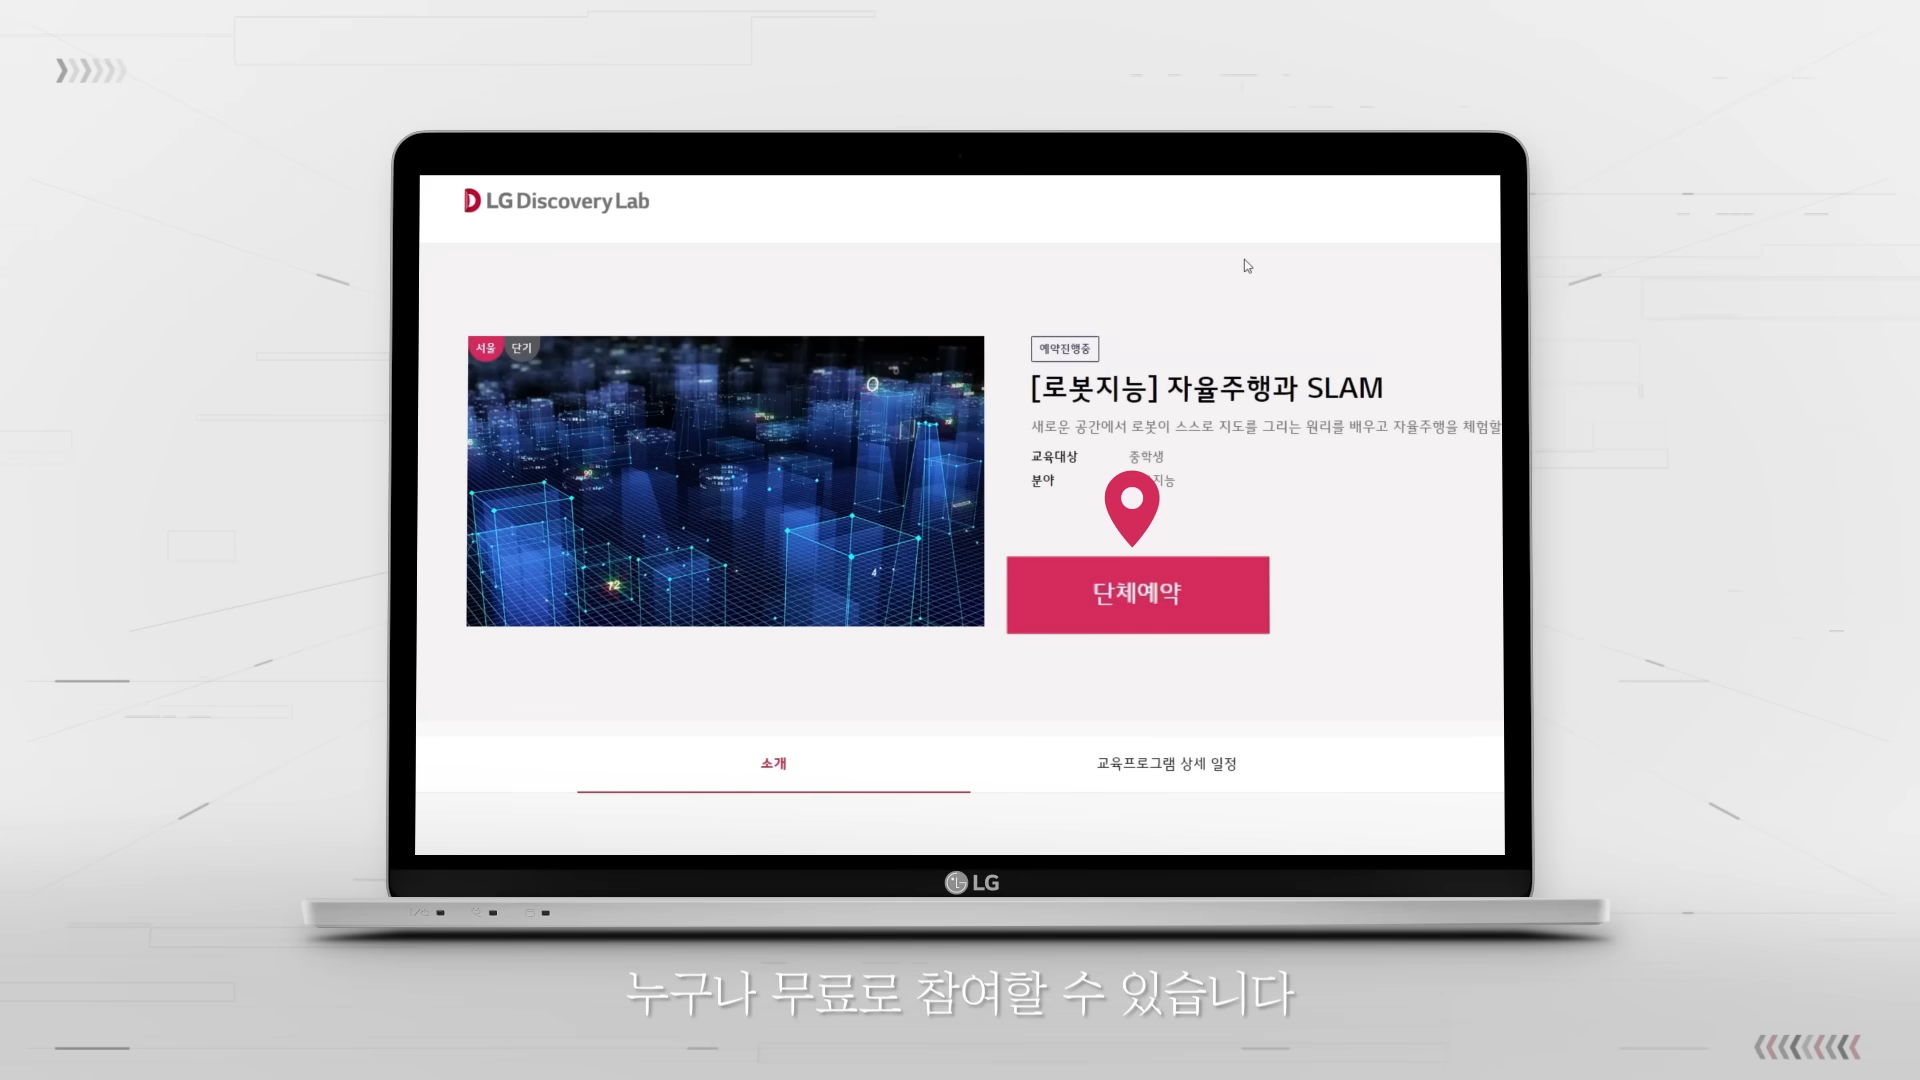 LG Discovery Lab
서울 단기
예약진행중
[로봇지능] 자율주행과 SLAM
새로운 공간에서 로봇이 스스로 지도를 그리는 원리를 배우고 자율주행을 체험할
교육대상 중학생
분야 지능
0
72
4
단체예약
소개 교육프로그램 상세 일정
LG
누구나 무료로 참여할 수 있습니다